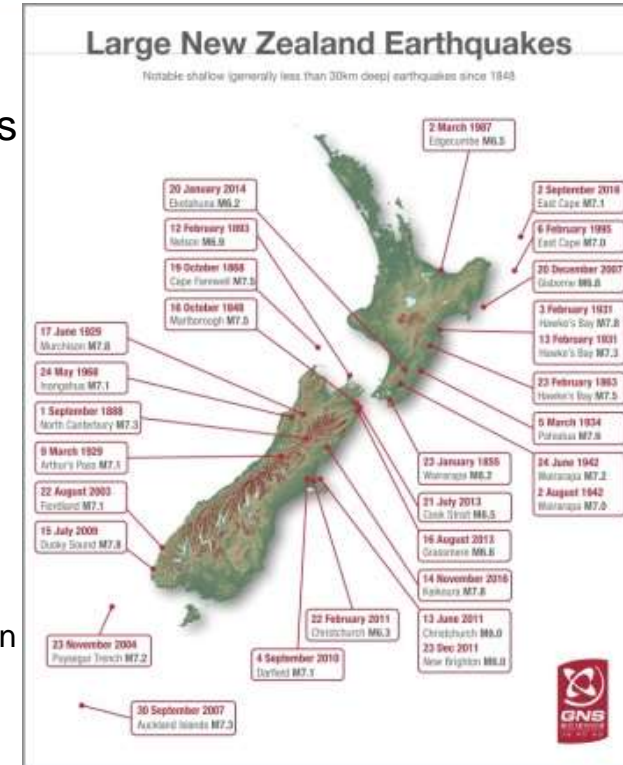 Large New Zealand Earthquakes
Notable shallow (generally less than 30km deep) earthquakes since 1848
s
2 March 1987
Edgecumbe M6.5
20 January 2014
Eketahuna M6.2
2 September 2016
East Cape M7.1
12 February 1893
Nelson M6.9
6 February 1995
East Cape M7.0
19 October 1868
Cape Farewell M7.5
20 December 2007
Gisborne M6.8
16 October 1848
Marlborough M7.5
3 February 1931
Hawke's Bay M7.8
13 February 1931
Hawke's Bay M7.3
17 June 1929
Murchison M7.8
24 May 1968
Inangahua M7.1
23 February 1863
Hawke's Bay M7.5
1 September 1888
North Canterbury M7.3
5 March 1934
Pahiatua M7.6
9 March 1929
Arthur's Pass M7.1
23 January 1855
Wairarapa M8.2
24 June 1942
Wairarapa M7.2
2 August 1942
Wairarapa M7.0
22 August 2003
Fiordland M7.1
21 July 2013
Cook Strait M6.5
15 July 2009
Dusky Sound M7.8
16 August 2013
Grassmere M6.6
14 November 2016
Kaikoura M7.8
22 February 2011
Christchurch M6.3
13 June 2011
Christchurch M6.0
23 Dec 2011
New Brighton M6.0
n
23 November 2004
Puysegur Trench M7.2
4 September 2010
Darfield M7.1
30 September 2007
Auckland Islands M7.3
GNS